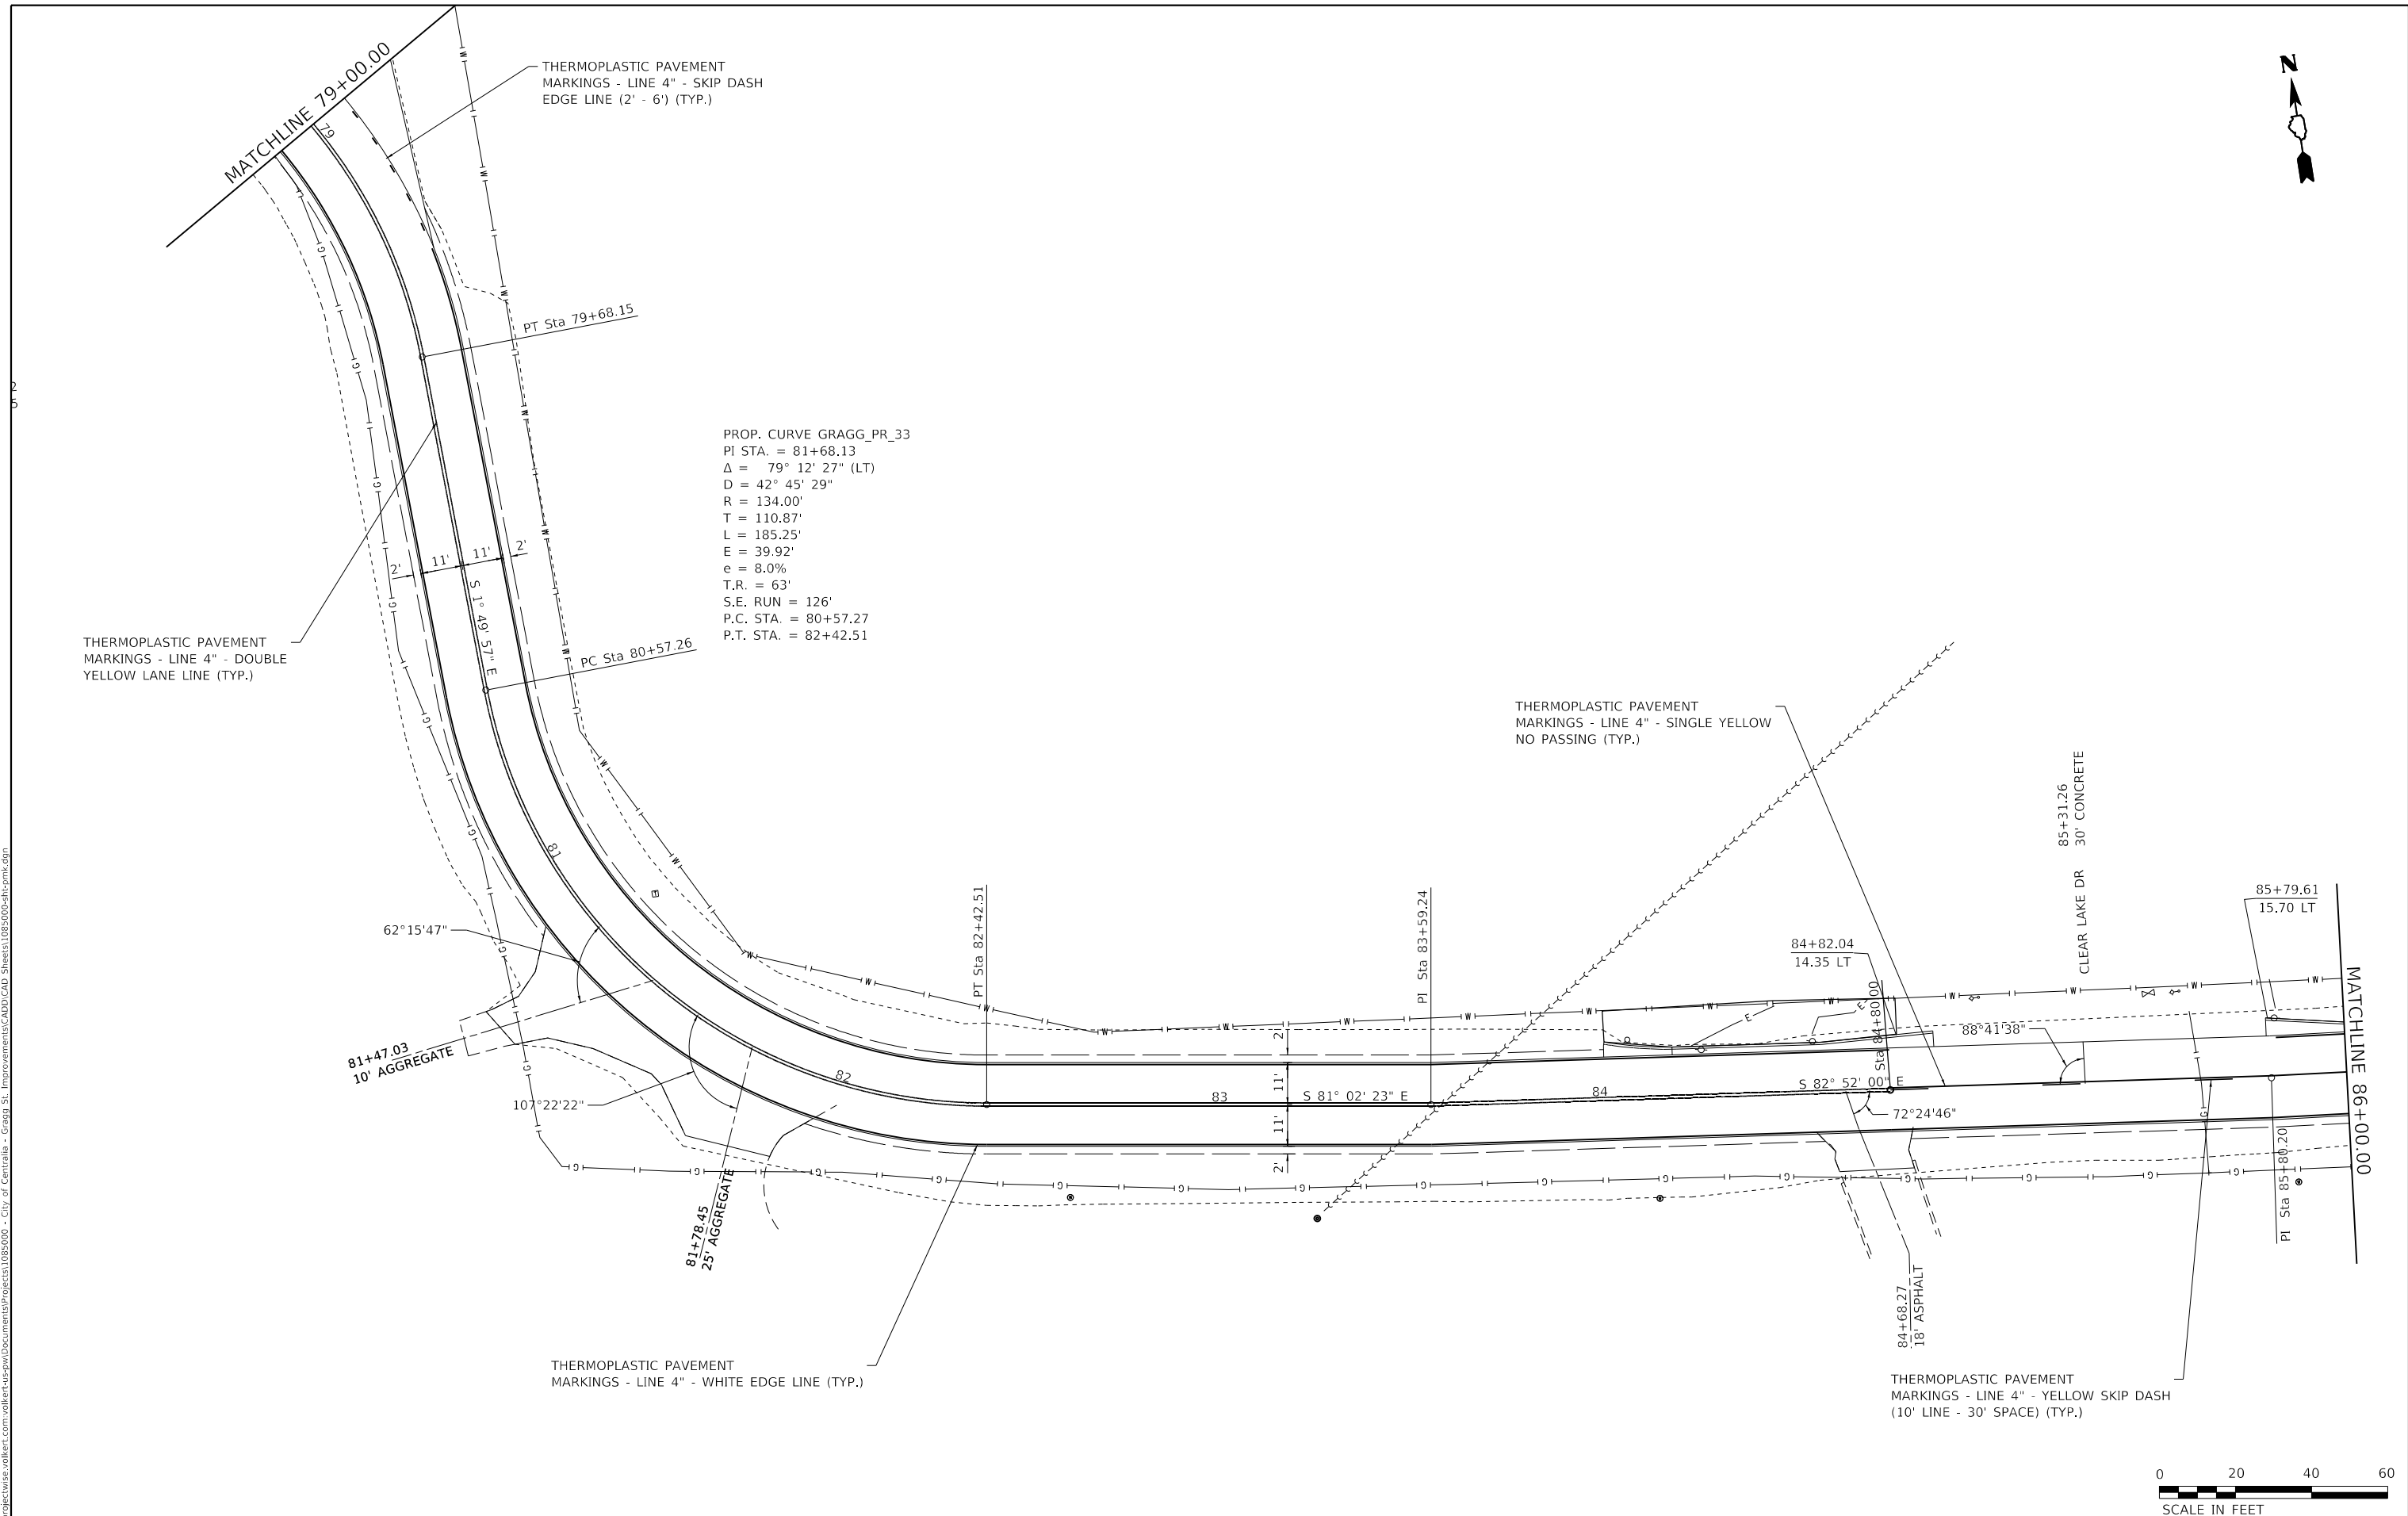 MATCHLINE 79+00.00
79
THERMOPLASTIC PAVEMENT
MARKINGS - LINE 4" - SKIP DASH
EDGE LINE (2' - 6') (TYP.)
N
PT Sta 79+68.15
2
5
PROP. CURVE GRAGG_PR_33
PI STA. = 81+68.13
Δ = 79° 12' 27" (LT)
D = 42° 45' 29"
R = 134.00'
T = 110.87'
L = 185.25'
E = 39.92'
e = 8.0%
T.R. = 63'
S.E. RUN = 126'
P.C. STA. = 80+57.27
P.T. STA. = 82+42.51
2'
11'
11'
2'
S 1° 49' 57" E
PC Sta 80+57.26
THERMOPLASTIC PAVEMENT
MARKINGS - LINE 4" - DOUBLE
YELLOW LANE LINE (TYP.)
THERMOPLASTIC PAVEMENT
MARKINGS - LINE 4" - SINGLE YELLOW
NO PASSING (TYP.)
81
62°15'47"
81+47.03
10' AGGREGATE
107°22'22"
82
81+78.45
25' AGGREGATE
PT Sta 82+42.51
83
S 81° 02' 23" E
2'
11'
11'
2'
PI Sta 83+59.24
84
84+82.04
14.35 LT
Sta 84+80.00
S 82° 52' 00" E
72°24'46"
88°41'38"
85+31.26
CLEAR LAKE DR 30' CONCRETE
85+79.61
15.70 LT
MATCHLINE 86+00.00
PI Sta 85+80.20
84+68.27
18' ASPHALT
THERMOPLASTIC PAVEMENT
MARKINGS - LINE 4" - WHITE EDGE LINE (TYP.)
THERMOPLASTIC PAVEMENT
MARKINGS - LINE 4" - YELLOW SKIP DASH
(10' LINE - 30' SPACE) (TYP.)
0 20 40 60
SCALE IN FEET